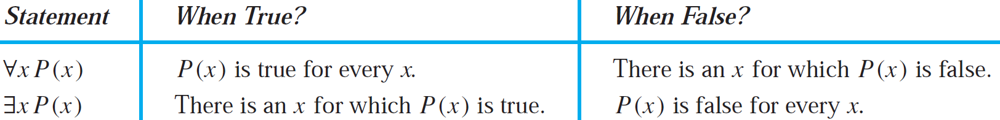 Statement When True? When False?
∀x P(x) P(x) is true for every x. There is an x for which P(x) is false.
∃x P(x) There is an x for which P(x) is true. P(x) is false for every x.